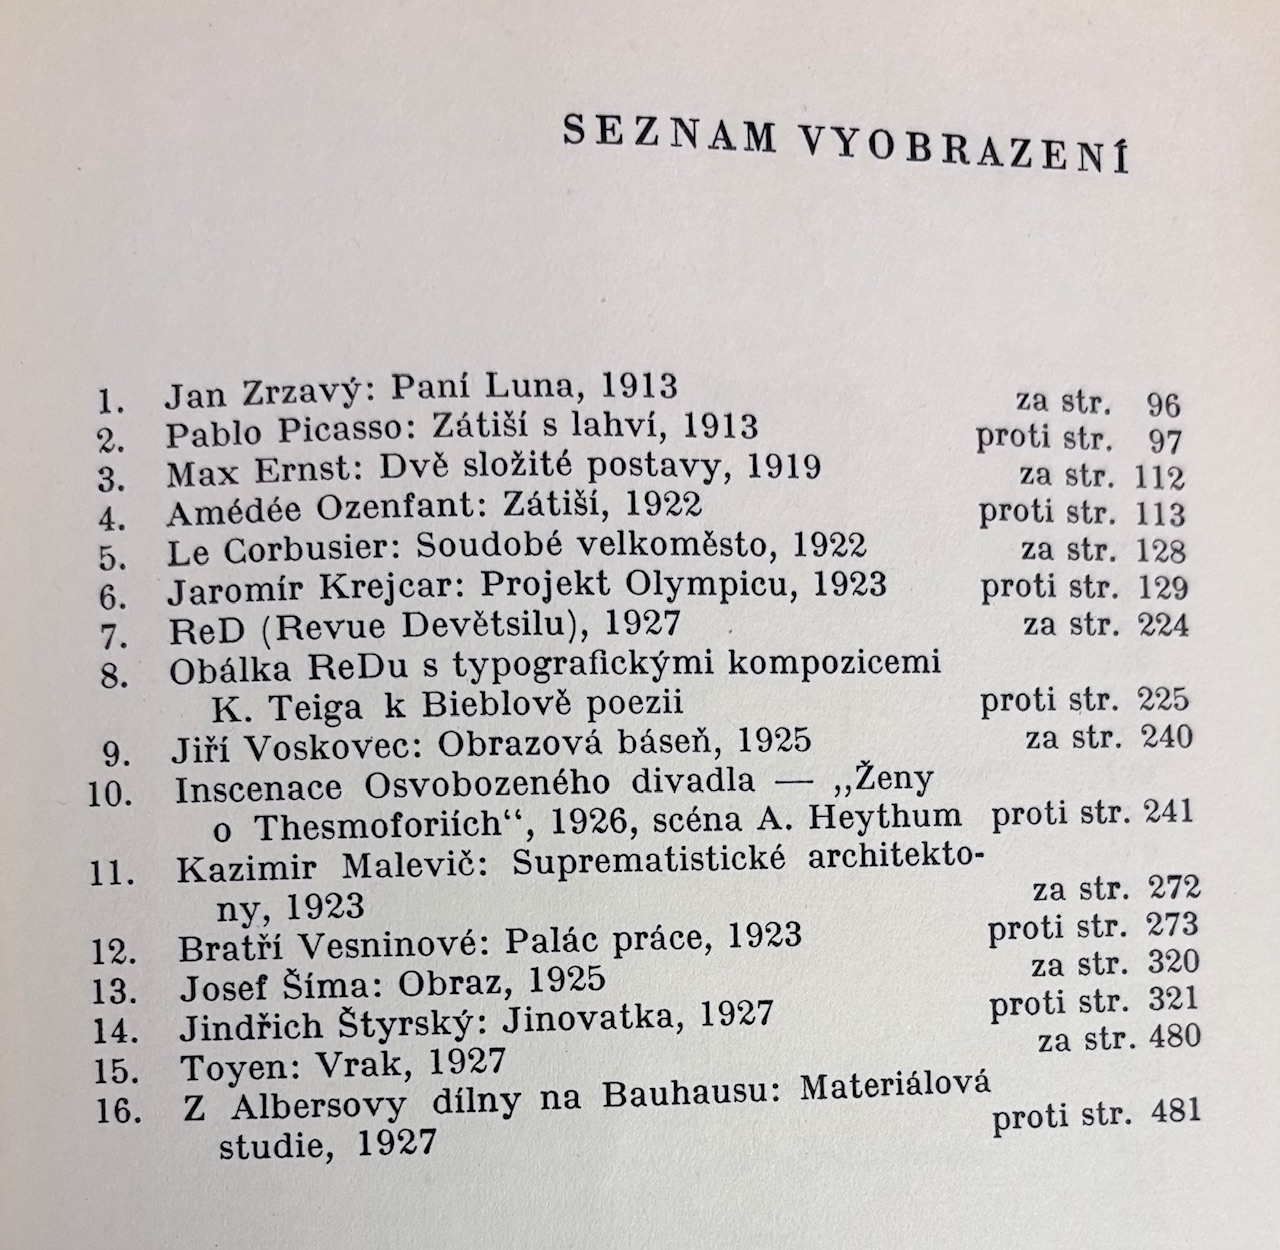 SEZNAM VYOBRAZENÍ
1. Jan Zrzavý: Paní Luna, 1913 za str. 96
2. Pablo Picasso: Zátiší s lahví, 1913 proti str. 97
3. Max Ernst: Dvě složité postavy, 1919 za str. 112
4. Amédée Ozenfant: Zátiší, 1922 proti str. 113
5. Le Corbusier: Soudobé velkoměsto, 1922 za str. 128
6. Jaromír Krejcar: Projekt Olympicu, 1923 proti str. 129
7. ReD (Revue Devětsilu), 1927 za str. 224
8. Obálka ReDu s typografickými kompozicemi
K. Teiga k Bieblově poezii proti str. 225
9. Jiří Voskovec: Obrazová báseň, 1925 za str. 240
10. Inscenace Osvobozeného divadla — „Ženy
o Thesmoforiích“, 1926, scéna A. Heythum proti str. 241
11. Kazimir Malevič: Suprematistické architekto-
ny, 1923 za str. 272
12. Bratří Vesninové: Palác práce, 1923 proti str. 273
13. Josef Šíma: Obraz, 1925 za str. 320
14. Jindřich Štyrský: Jinovatka, 1927 proti str. 321
15. Toyen: Vrak, 1927 za str. 480
16. Z Albersovy dílny na Bauhausu: Materiálová
studie, 1927 proti str. 481